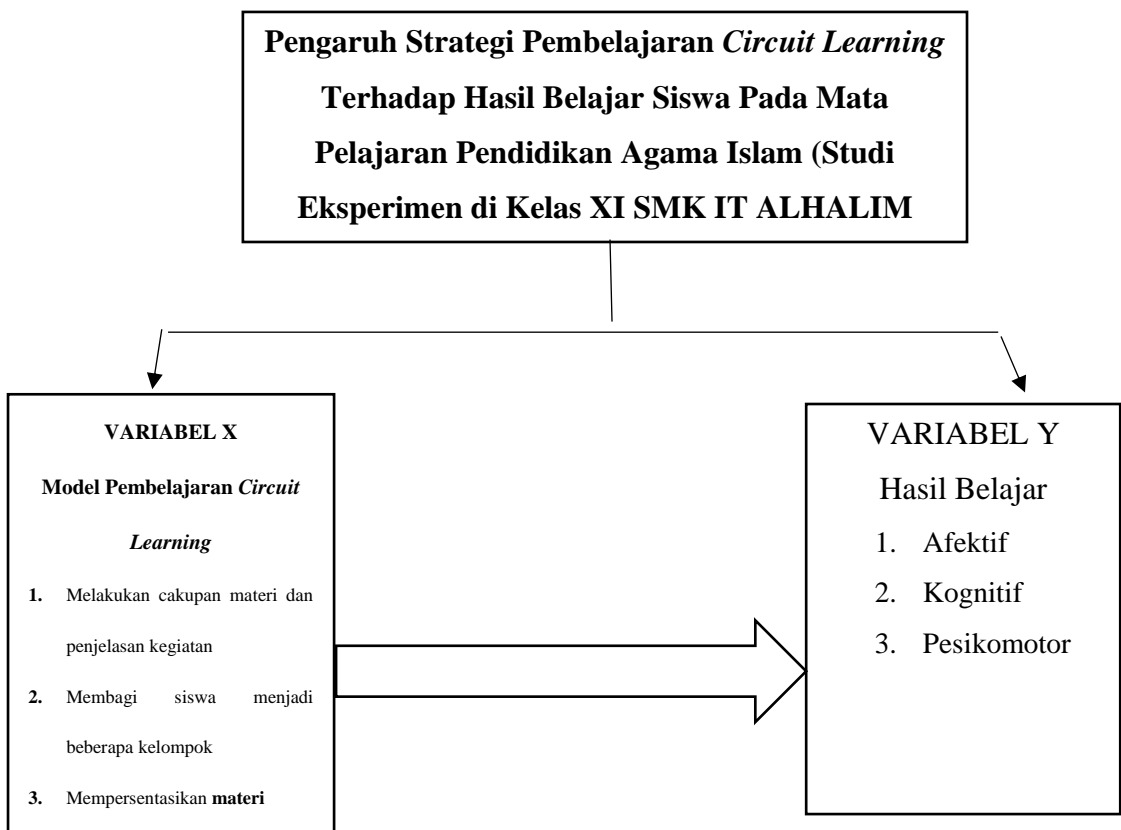 Pengaruh Strategi Pembelajaran Circuit Learning
Terhadap Hasil Belajar Siswa Pada Mata
Pelajaran Pendidikan Agama Islam (Studi
Eksperimen di Kelas XI SMK IT ALHALIM
VARIABEL X
Model Pembelajaran Circuit
Learning
1. Melakukan cakupan materi dan
penjelasan kegiatan
2. Membagi siswa menjadi
beberapa kelompok
3. Mempersentasikan materi
VARIABEL Y
Hasil Belajar
1. Afektif
2. Kognitif
3. Pesikomotor